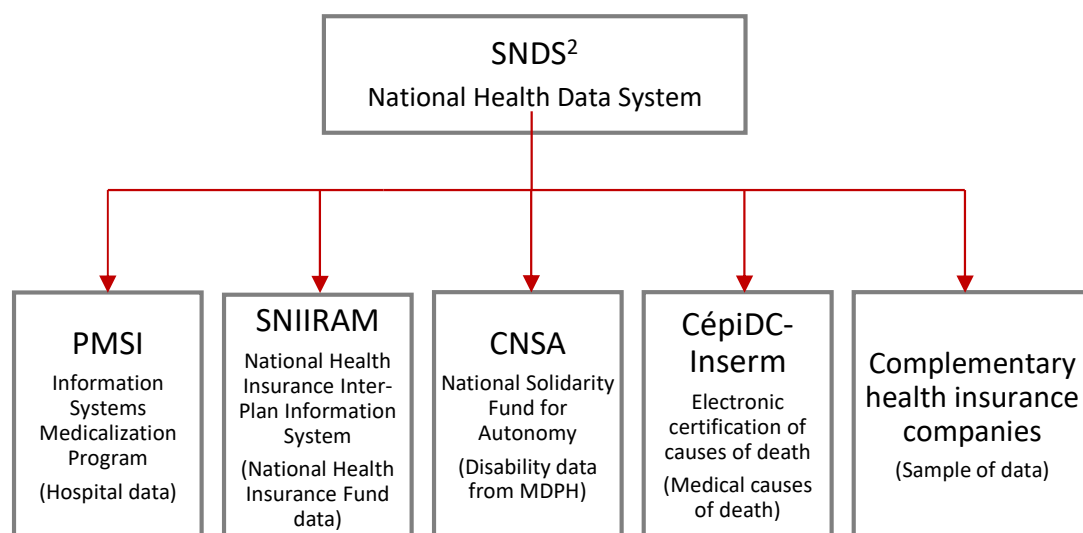 SNDS²
National Health Data System
PMSI
Information
Systems
Medicalization
Program
(Hospital data)
SNIIRAM
National Health
Insurance Inter-
Plan Information
System
(National Health
Insurance Fund
data)
CNSA
National Solidarity
Fund for
Autonomy
(Disability data
from MDPH)
CépiDC-
Inserm
Electronic
certification of
causes of death
(Medical causes
of death)
Complementary
health insurance
companies
(Sample of data)